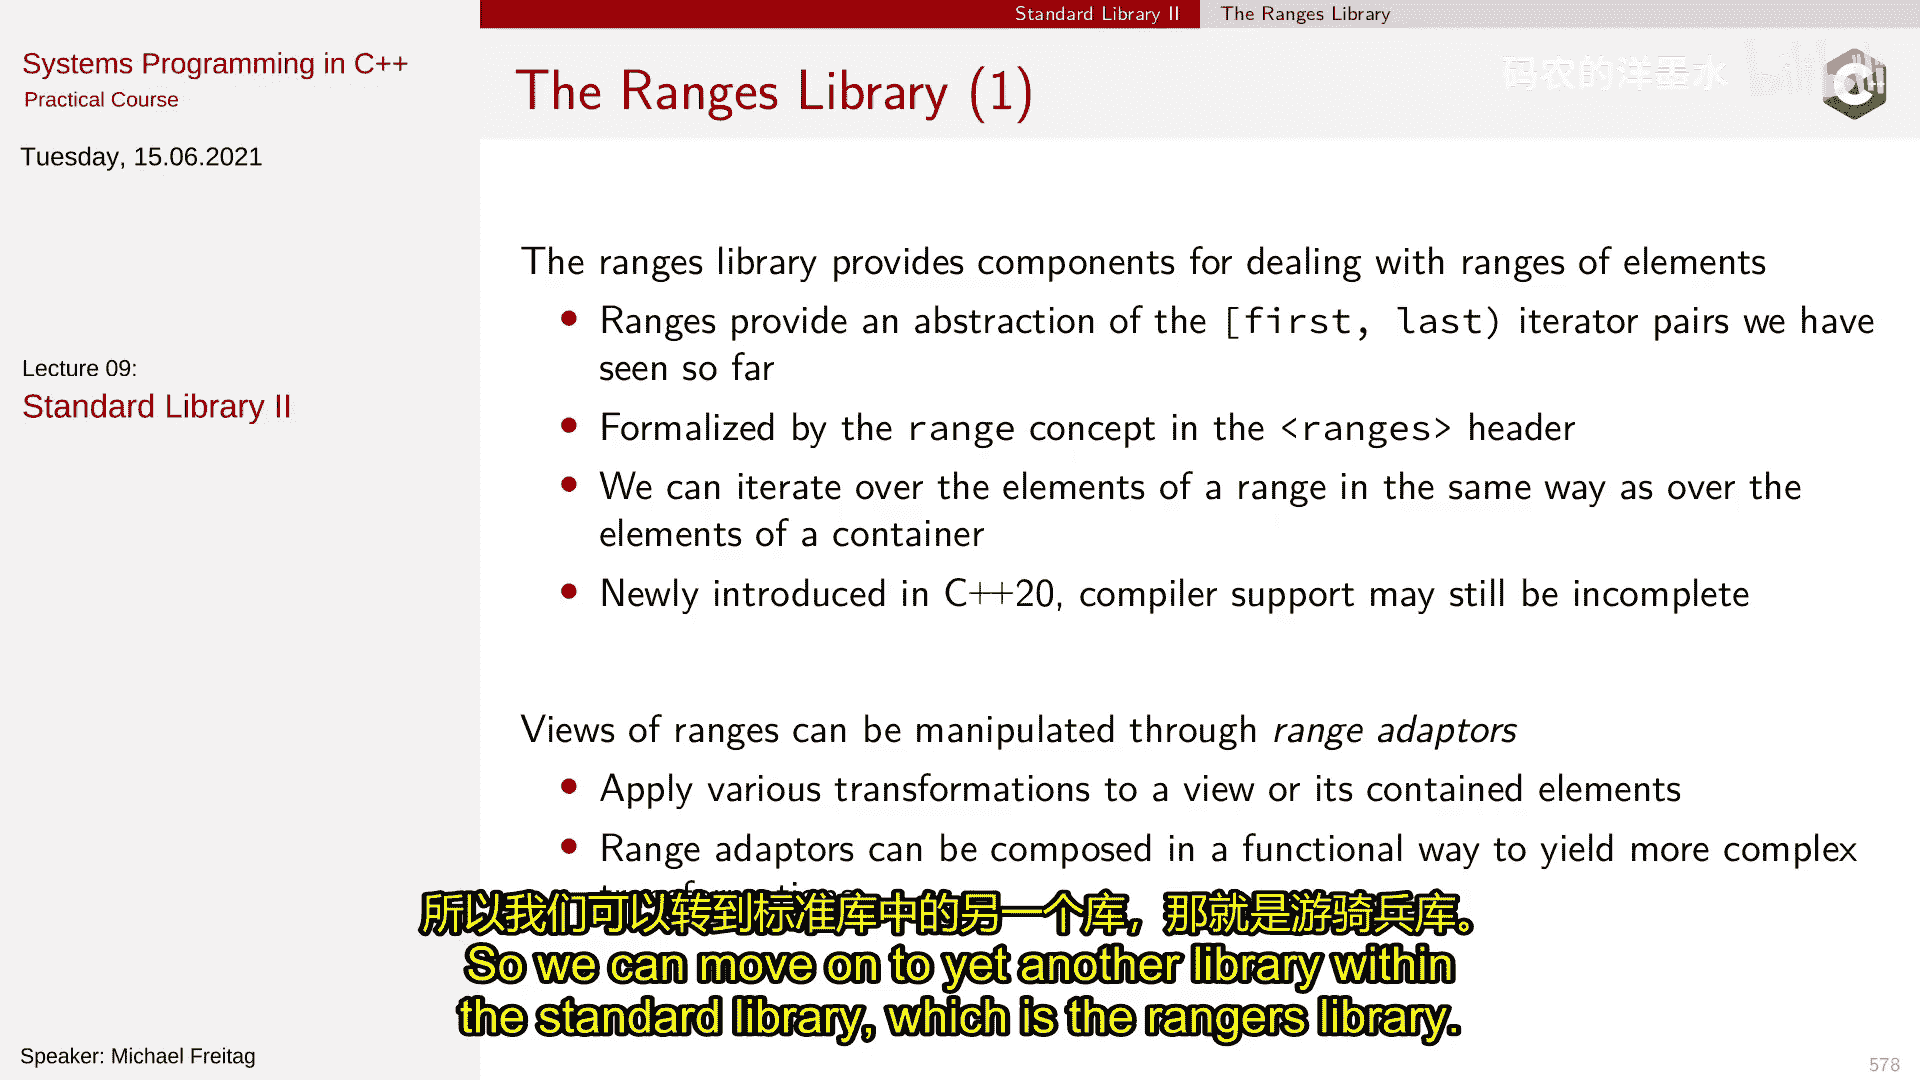 Standard Library II
The Ranges Library
Systems Programming in C++
Practical Course
Tuesday, 15.06.2021
Lecture 09:
Standard Library II
Speaker: Michael Freitag
The Ranges Library (1)
码农的洋墨水
The ranges library provides components for dealing with ranges of elements
Ranges provide an abstraction of the [first, last) iterator pairs we have
seen so far
Formalized by the range concept in the <ranges> header
We can iterate over the elements of a range in the same way as over the
elements of a container
Newly introduced in C++20, compiler support may still be incomplete
Views of ranges can be manipulated through range adaptors
Apply various transformations to a view or its contained elements
Range adaptors can be composed in a functional way to yield more complex
transformations
所以我们可以转到标准库中的另一个库，那就是游骑兵库。
So we can move on to yet another library within
the standard library, which is the rangers library.
578